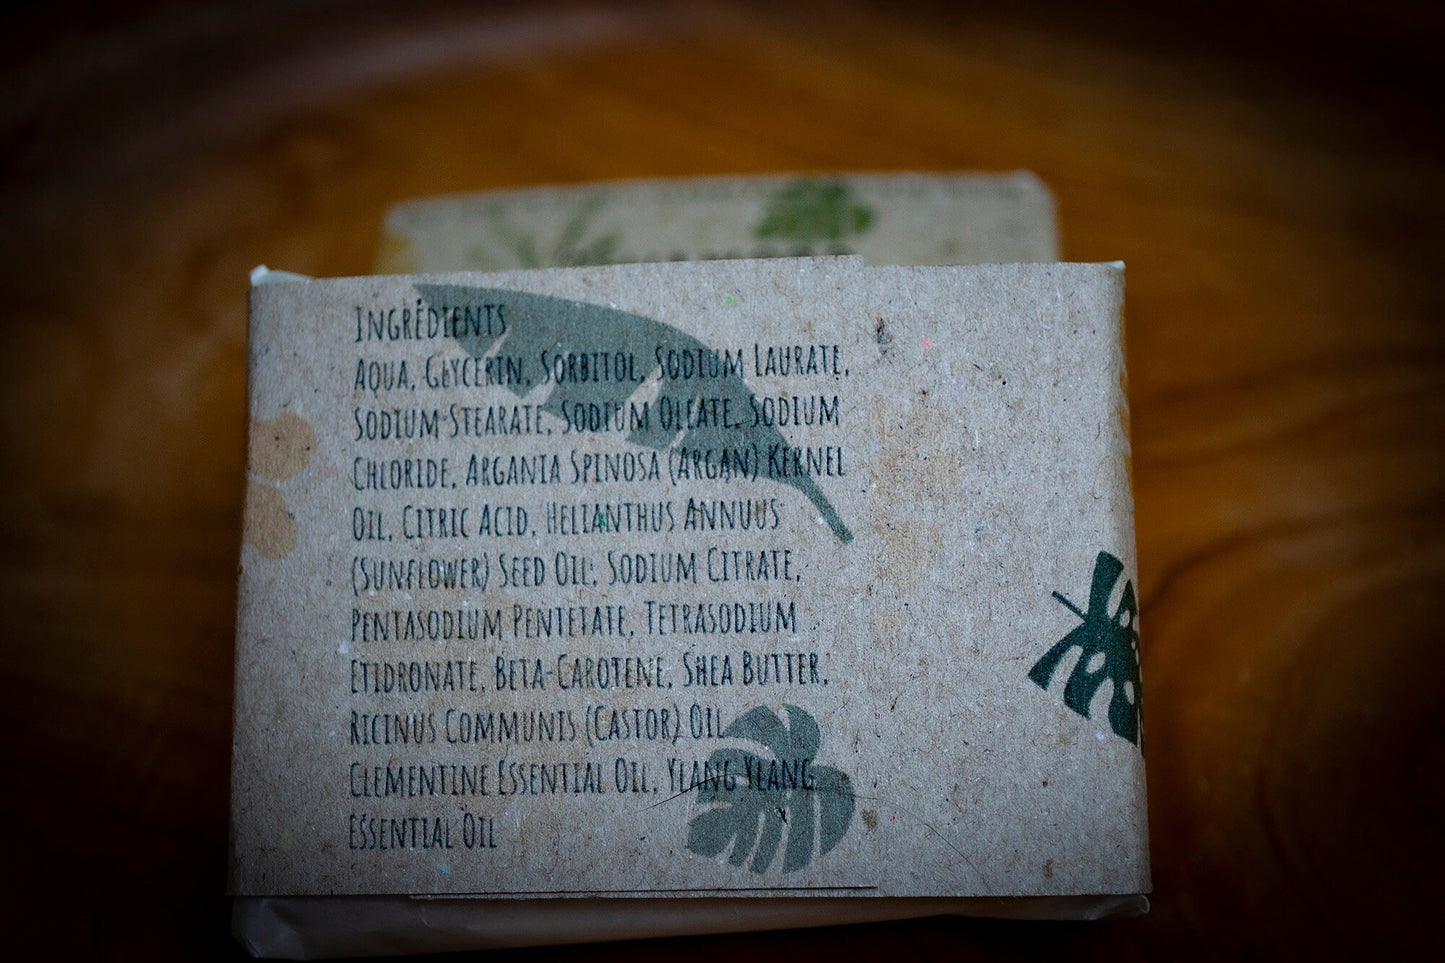 Ingrédients
Aqua, Glycerin, Sorbitol, Sodium Laurate,
Sodium Stearate, Sodium Oleate, Sodium
Chloride, Argania Spinosa (Argan) Kernel
Oil, Citric Acid, Helianthus Annuus
(Sunflower) Seed Oil, Sodium Citrate,
Pentasodium Pentetate, Tetrasodium
Etidronate, Beta-Carotene, Shea Butter,
Ricinus Communis (Castor) Oil
Clementine Essential Oil, Ylang Ylang
Essential Oil